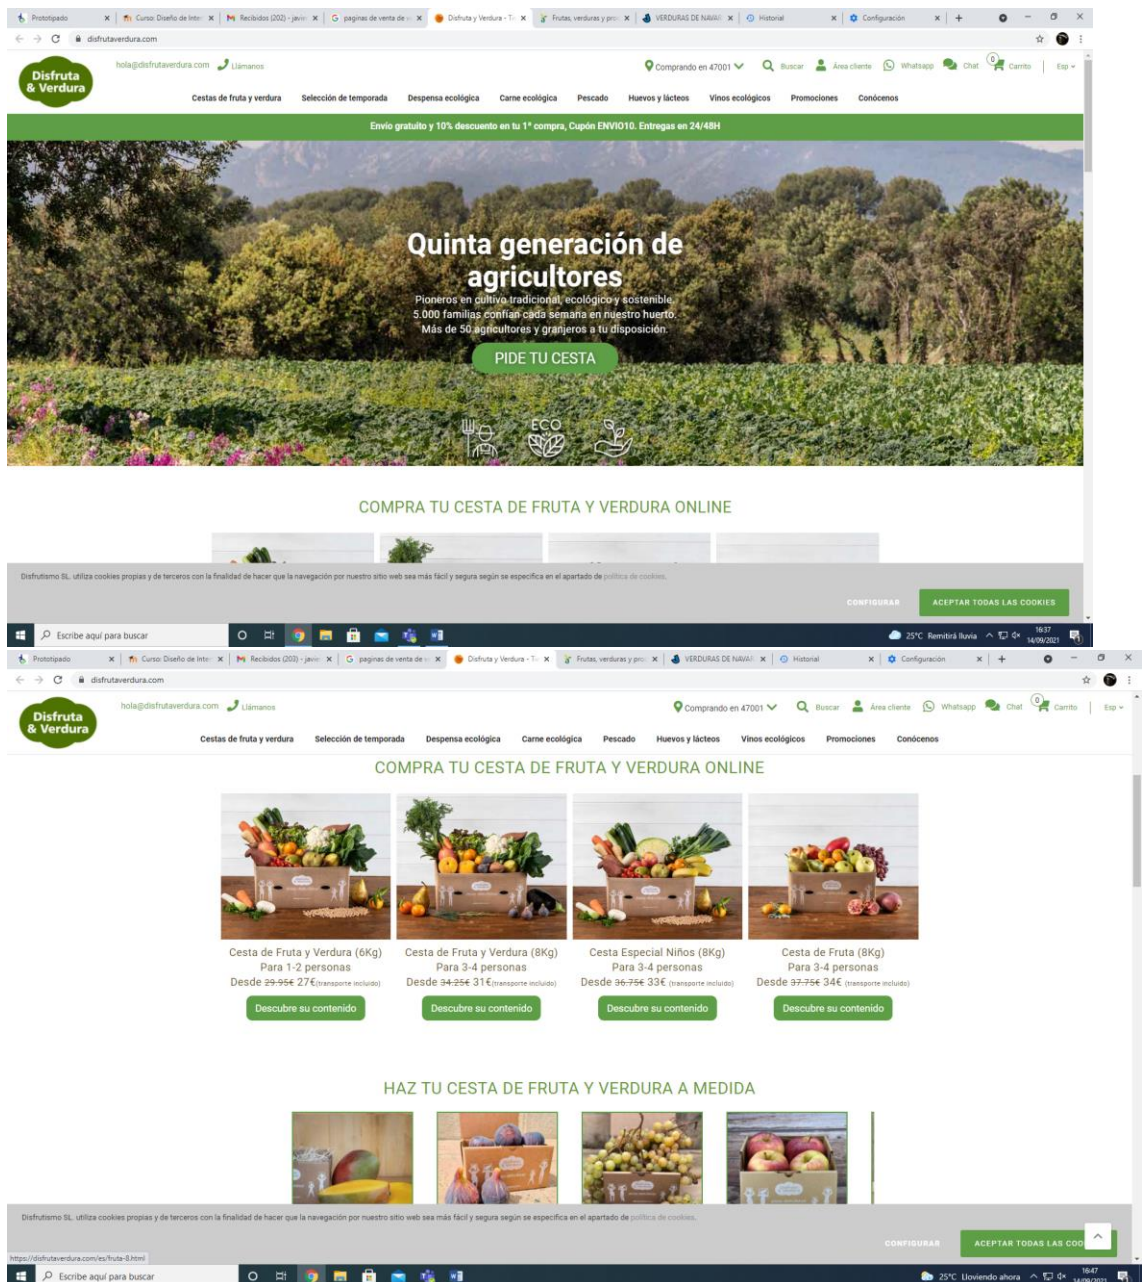 Prototipado
Curso: Diseño de Inter
Recibidos (202) - javie
paginas de venta de
Disfruta y Verdura - Ti
Frutas, verduras y pro
VERDURAS DE NAVAR
Historial
Configuración
disfrutaverdura.com
Disfruta
& Verdura
hola@disfrutaverdura.com Llámanos
Comprando en 47001 Buscar Área cliente Whatsapp Chat 0 Carrito Esp
Cestas de fruta y verdura Selección de temporada Despensa ecológica Carne ecológica Pescado Huevos y lácteos Vinos ecológicos Promociones Conócenos
Envío gratuito y 10% descuento en tu 1ª compra, Cupón ENVIO10. Entregas en 24/48H
Quinta generación de
agricultores
Pioneros en cultivo tradicional, ecológico y sostenible.
5.000 familias confían cada semana en nuestro huerto.
Más de 50 agricultores y granjeros a tu disposición.
PIDE TU CESTA
ECO
COMPRA TU CESTA DE FRUTA Y VERDURA ONLINE
Disfrutismo SL. utiliza cookies propias y de terceros con la finalidad de hacer que la navegación por nuestro sitio web sea más fácil y segura según se especifica en el apartado de política de cookies.
CONFIGURAR ACEPTAR TODAS LAS COOKIES
Escribe aquí para buscar
25°C Remitirá lluvia
16:37
14/09/2021
Prototipado
Curso: Diseño de Inter
Recibidos (202) - javie
paginas de venta de
Disfruta y Verdura - Ti
Frutas, verduras y pro
VERDURAS DE NAVAR
Historial
Configuración
disfrutaverdura.com
Disfruta
& Verdura
hola@disfrutaverdura.com Llámanos
Comprando en 47001 Buscar Área cliente Whatsapp Chat 0 Carrito Esp
Cestas de fruta y verdura Selección de temporada Despensa ecológica Carne ecológica Pescado Huevos y lácteos Vinos ecológicos Promociones Conócenos
COMPRA TU CESTA DE FRUTA Y VERDURA ONLINE
Cesta de Fruta y Verdura (6Kg)
Para 1-2 personas
Desde 29.95€ 27€ (transporte incluido)
Descubre su contenido
Cesta de Fruta y Verdura (8Kg)
Para 3-4 personas
Desde 34.25€ 31€ (transporte incluido)
Descubre su contenido
Cesta Especial Niños (8Kg)
Para 3-4 personas
Desde 36.75€ 33€ (transporte incluido)
Descubre su contenido
Cesta de Fruta (8Kg)
Para 3-4 personas
Desde 37.75€ 34€ (transporte incluido)
Descubre su contenido
HAZ TU CESTA DE FRUTA Y VERDURA A MEDIDA
Disfrutismo SL. utiliza cookies propias y de terceros con la finalidad de hacer que la navegación por nuestro sitio web sea más fácil y segura según se especifica en el apartado de política de cookies.
CONFIGURAR ACEPTAR TODAS LAS COO
https://disfrutaverdura.com/es/fruta-8.html
Escribe aquí para buscar
25°C Lloviendo ahora
16:47
14/09/2021